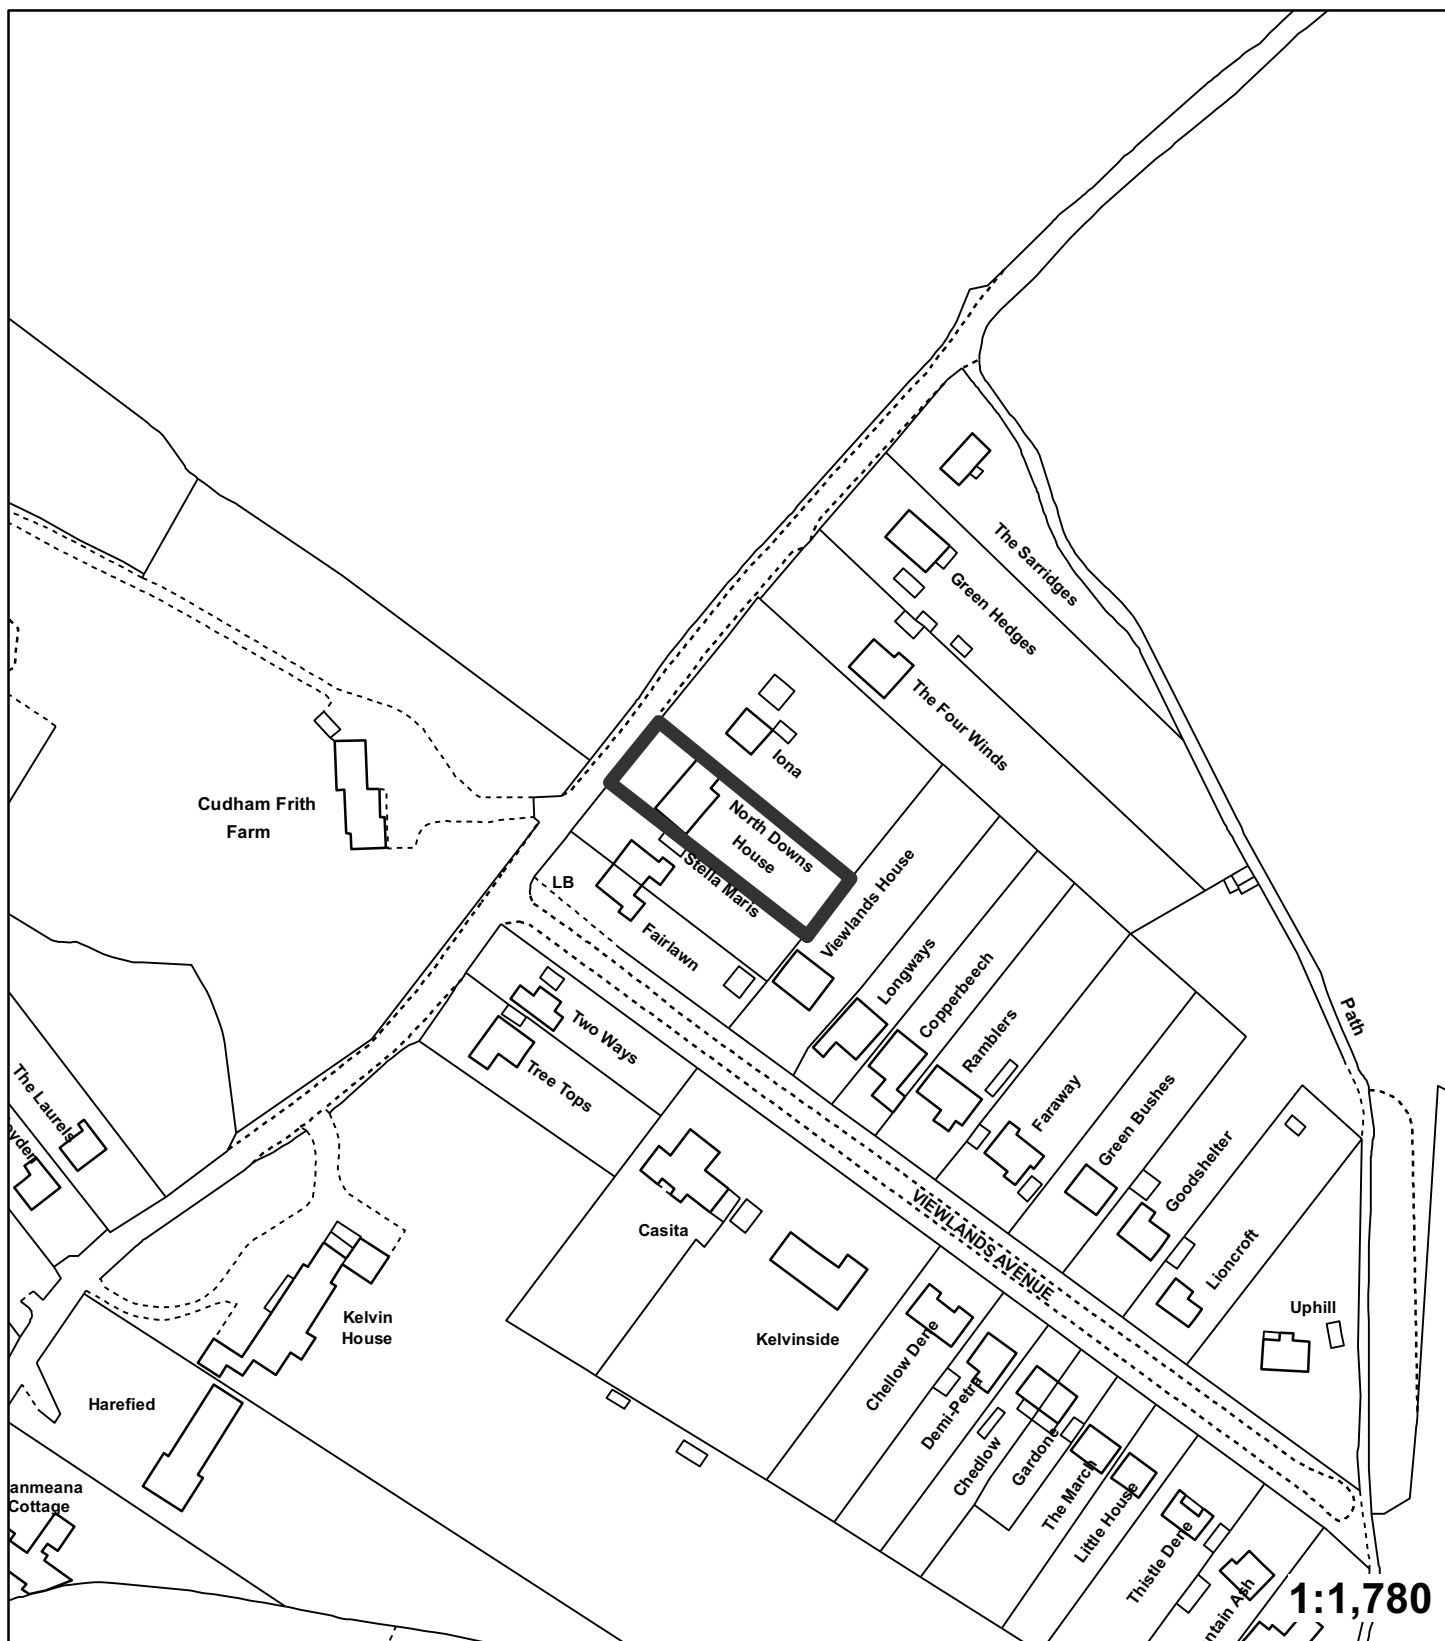 The Sarridges
Green Hedges
The Four Winds
Iona
North Downs
House
Stella Maris
Cudham Frith
Farm
LB
Fairlawn
Viewlands House
Longways
Copperbeech
Ramblers
Path
Two Ways
Tree Tops
Faraway
Green Bushes
Goodshelter
Lioncroft
The Laurels
Casita
VIEWLANDS AVENUE
Uphill
Kelvin
House
Kelvinside
Chellow Dene
Demi-Petra
Chedlow
Gardone
The March
Little House
Thistle Dene
Harefied
anmeana
Cottage
ntain Ash
1:1,780